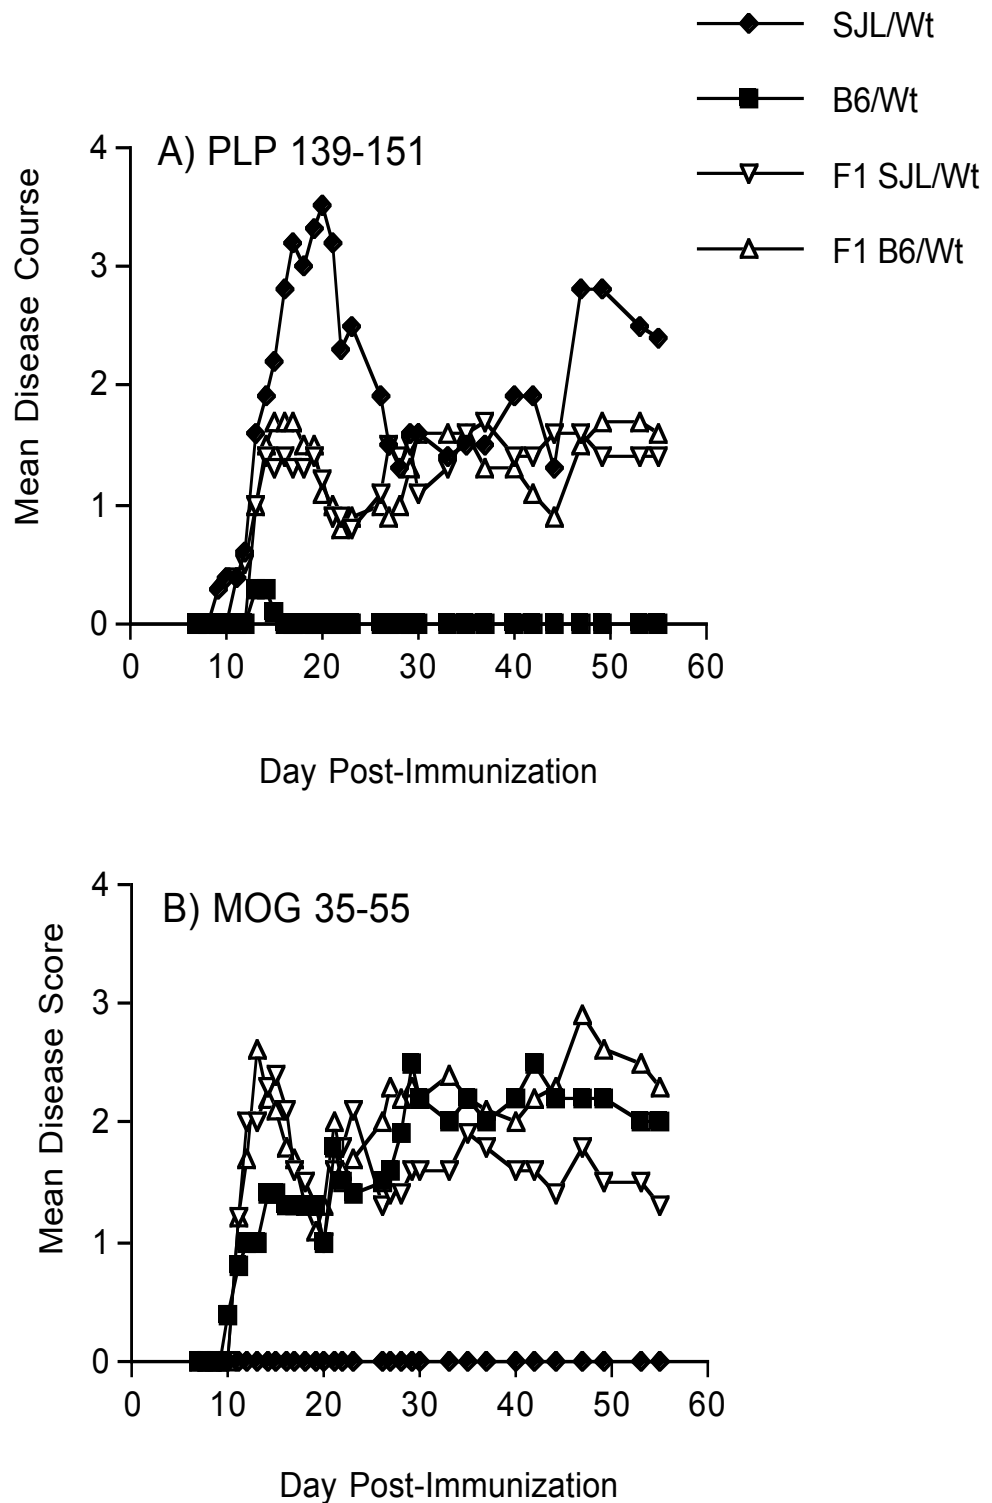 SJL/Wt
B6/Wt
F1 SJL/Wt
F1 B6/Wt
A) PLP 139-151
Mean Disease Course
4
3
2
1
0
0 10 20 30 40 50 60
Day Post-Immunization
B) MOG 35-55
Mean Disease Score
4
3
2
1
0
0 10 20 30 40 50 60
Day Post-Immunization